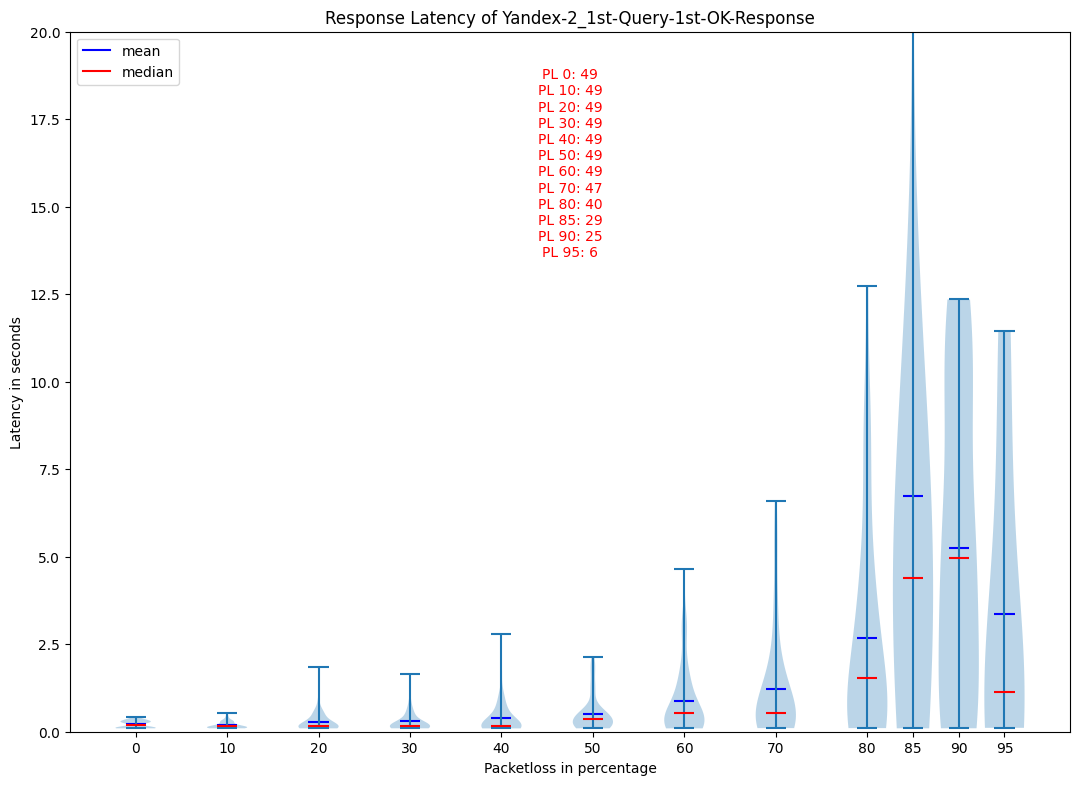 Response Latency of Yandex-2_1st-Query-1st-OK-Response
mean
median
PL 0: 49
PL 10: 49
PL 20: 49
PL 30: 49
PL 40: 49
PL 50: 49
PL 60: 49
PL 70: 47
PL 80: 40
PL 85: 29
PL 90: 25
PL 95: 6
Latency in seconds
20.0
17.5
15.0
12.5
10.0
7.5
5.0
2.5
0.0
0 10 20 30 40 50 60 70 80 85 90 95
Packetloss in percentage